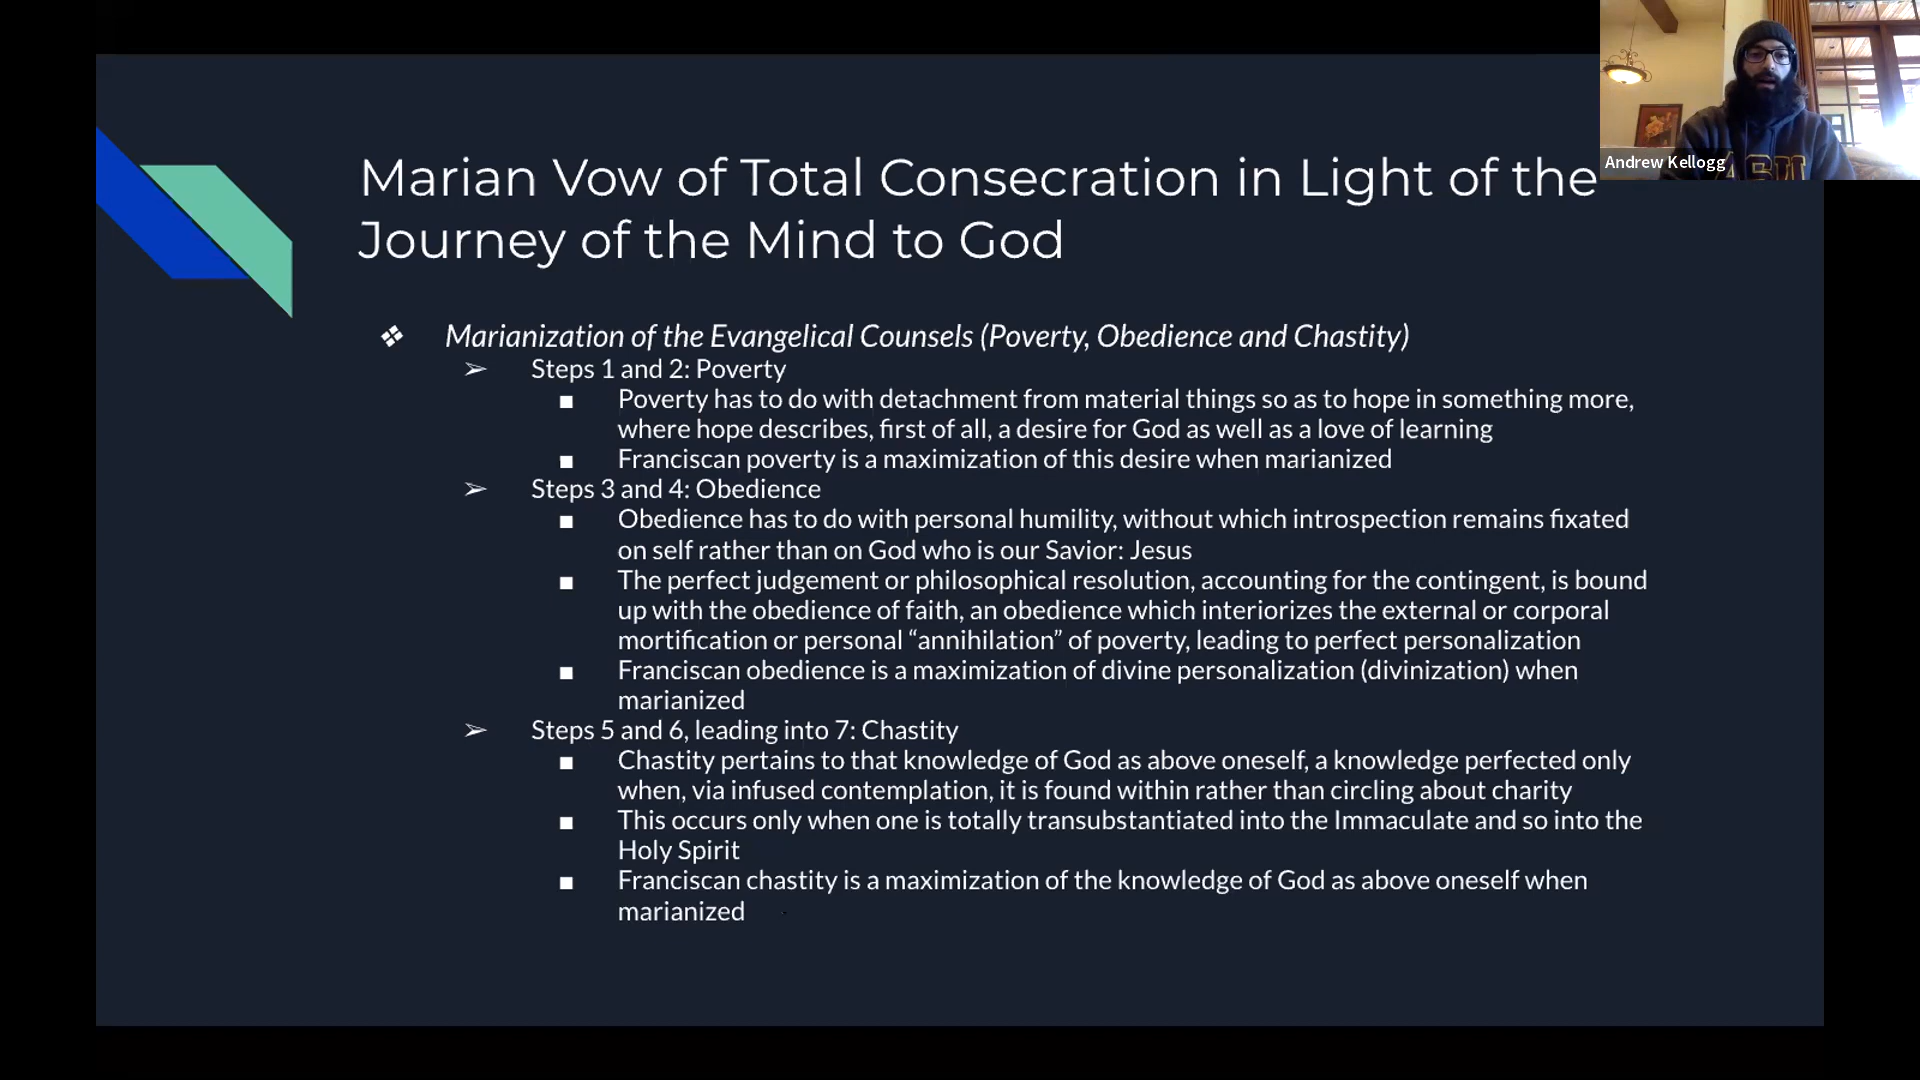 Marian Vow of Total Consecration in Light of the
Journey of the Mind to God
Andrew Kellogg
ASU
❖ Marianization of the Evangelical Counsels (Poverty, Obedience and Chastity)
➢ Steps 1 and 2: Poverty
■ Poverty has to do with detachment from material things so as to hope in something more,
where hope describes, first of all, a desire for God as well as a love of learning
■ Franciscan poverty is a maximization of this desire when marianized
➢ Steps 3 and 4: Obedience
■ Obedience has to do with personal humility, without which introspection remains fixated
on self rather than on God who is our Savior: Jesus
■ The perfect judgement or philosophical resolution, accounting for the contingent, is bound
up with the obedience of faith, an obedience which interiorizes the external or corporal
mortification or personal “annihilation” of poverty, leading to perfect personalization
■ Franciscan obedience is a maximization of divine personalization (divinization) when
marianized
➢ Steps 5 and 6, leading into 7: Chastity
■ Chastity pertains to that knowledge of God as above oneself, a knowledge perfected only
when, via infused contemplation, it is found within rather than circling about charity
■ This occurs only when one is totally transubstantiated into the Immaculate and so into the
Holy Spirit
■ Franciscan chastity is a maximization of the knowledge of God as above oneself when
marianized